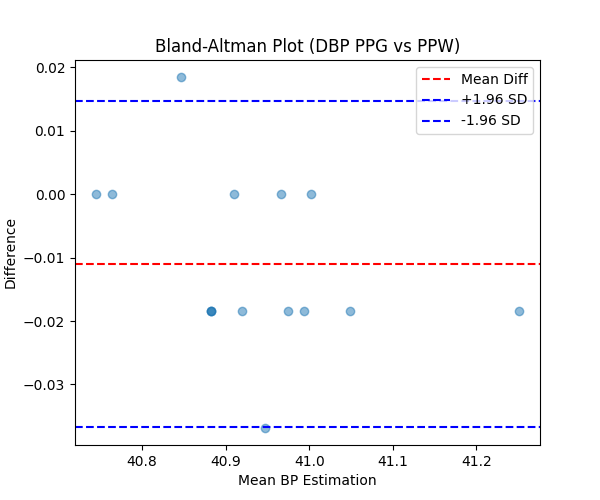 Bland-Altman Plot (DBP PPG vs PPW)
0.02
0.01
0.00
−0.01
−0.02
−0.03
Difference
Mean Diff
+1.96 SD
-1.96 SD
40.8 40.9 41.0 41.1 41.2
Mean BP Estimation